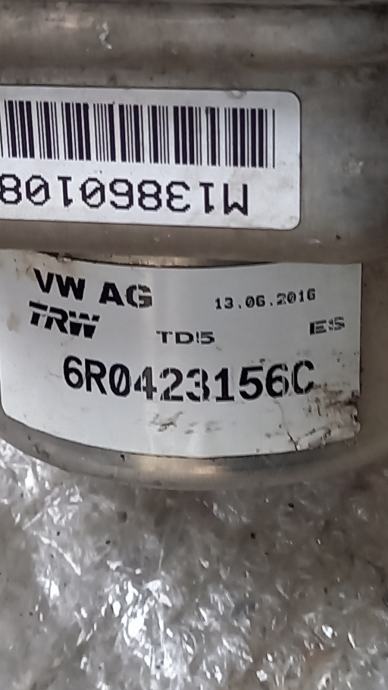 M13860108
VW AG 13.06.2016
TRW TD5 ES
6R0423156C